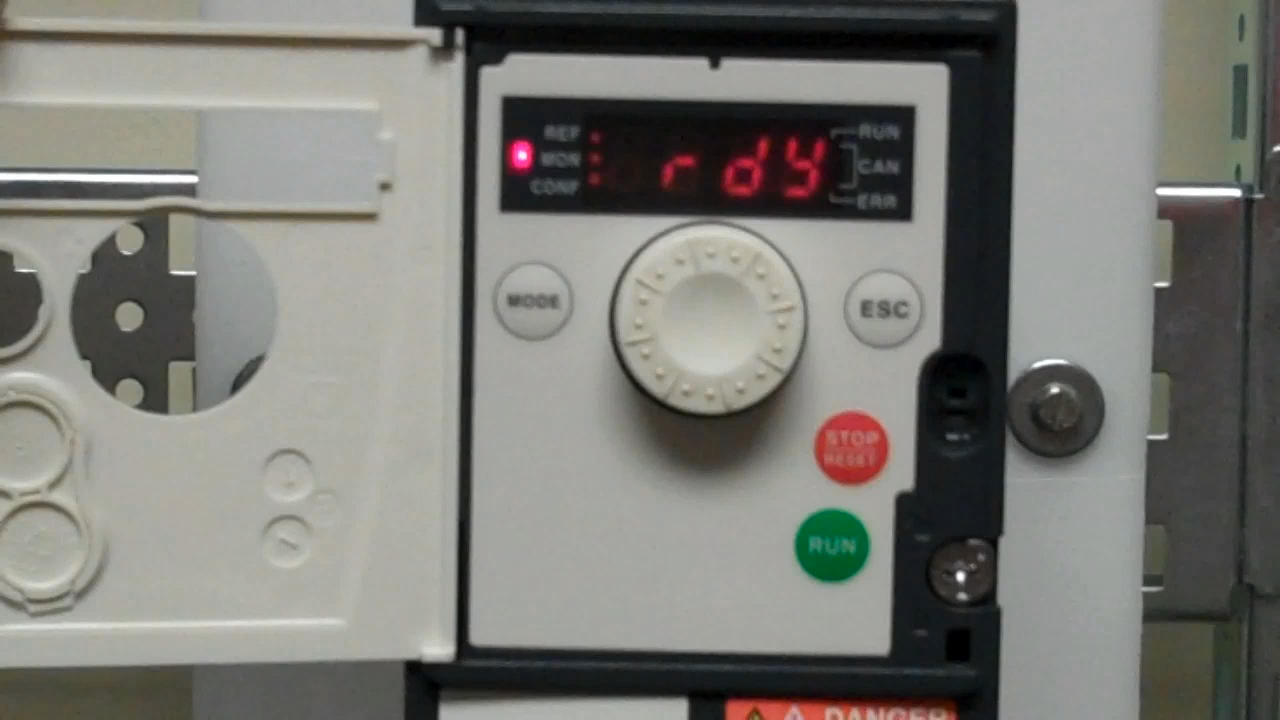 REF
MON
CONF
rdY
RUN
CAN
ERR
MODE
ESC
STOP
RESET
RUN
DANGER